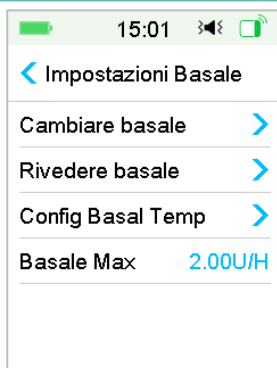 15:01
Impostazioni Basale
Cambiare basale
Rivedere basale
Config Basal Temp
Basale Max 2.00U/H